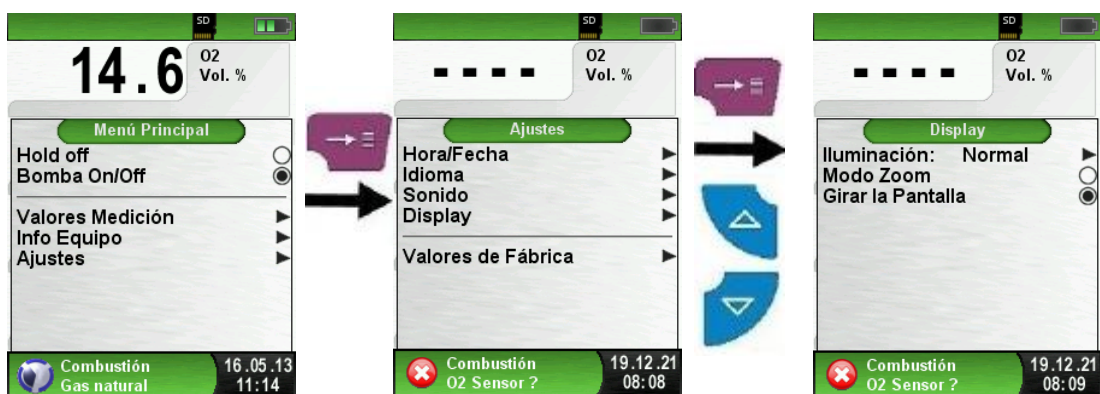 SD
14.6
O2
Vol. %
Menú Principal
Hold off
Bomba On/Off
Valores Medición
Info Equipo
Ajustes
Combustión
Gas natural
16.05.13
11:14
SD
- - - -
O2
Vol. %
Ajustes
Hora/Fecha
Idioma
Sonido
Display
Valores de Fábrica
Combustión
O2 Sensor ?
19.12.21
08:08
SD
- - - -
O2
Vol. %
Display
Iluminación: Normal
Modo Zoom
Girar la Pantalla
Combustión
O2 Sensor ?
19.12.21
08:09